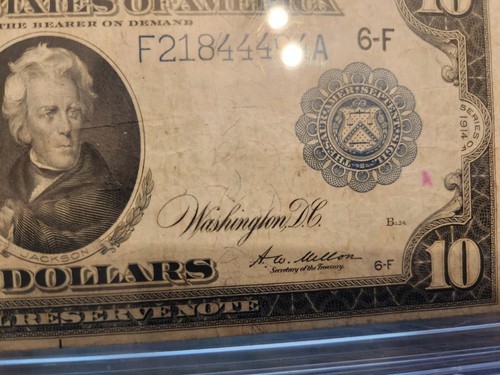 STATES OF AMERICA
10
THE BEARER ON DEMAND
6-F
SERIES OF 1914
Washington, D.C.
A.W. Mellon
Secretary of the Treasury.
6-F
JACKSON
DOLLARS
10
RESERVE NOTE